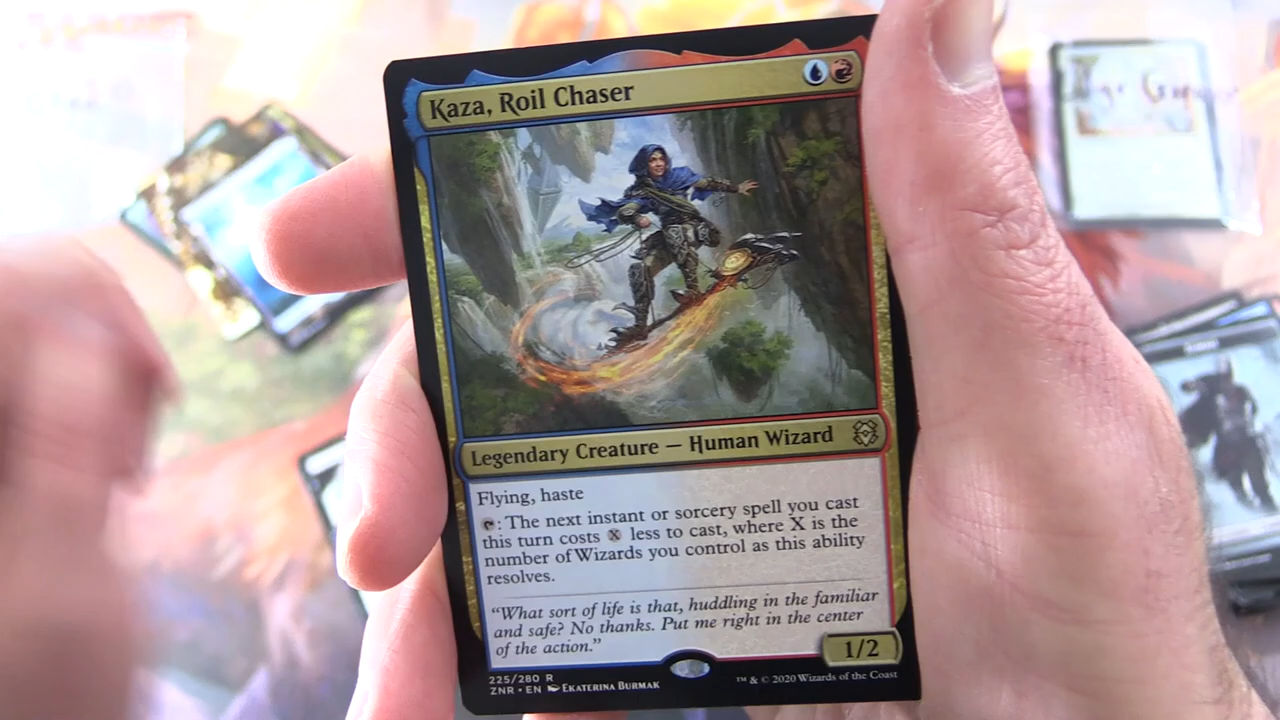 Kaza, Roil Chaser
Legendary Creature — Human Wizard
Flying, haste
: The next instant or sorcery spell you cast
this turn costs X less to cast, where X is the
number of Wizards you control as this ability
resolves.
“What sort of life is that, huddling in the familiar
and safe? No thanks. Put me right in the center
of the action.”
1/2
225/280 R
ZNR • EN EKATERINA BURMAK
™ & © 2020 Wizards of the Coast